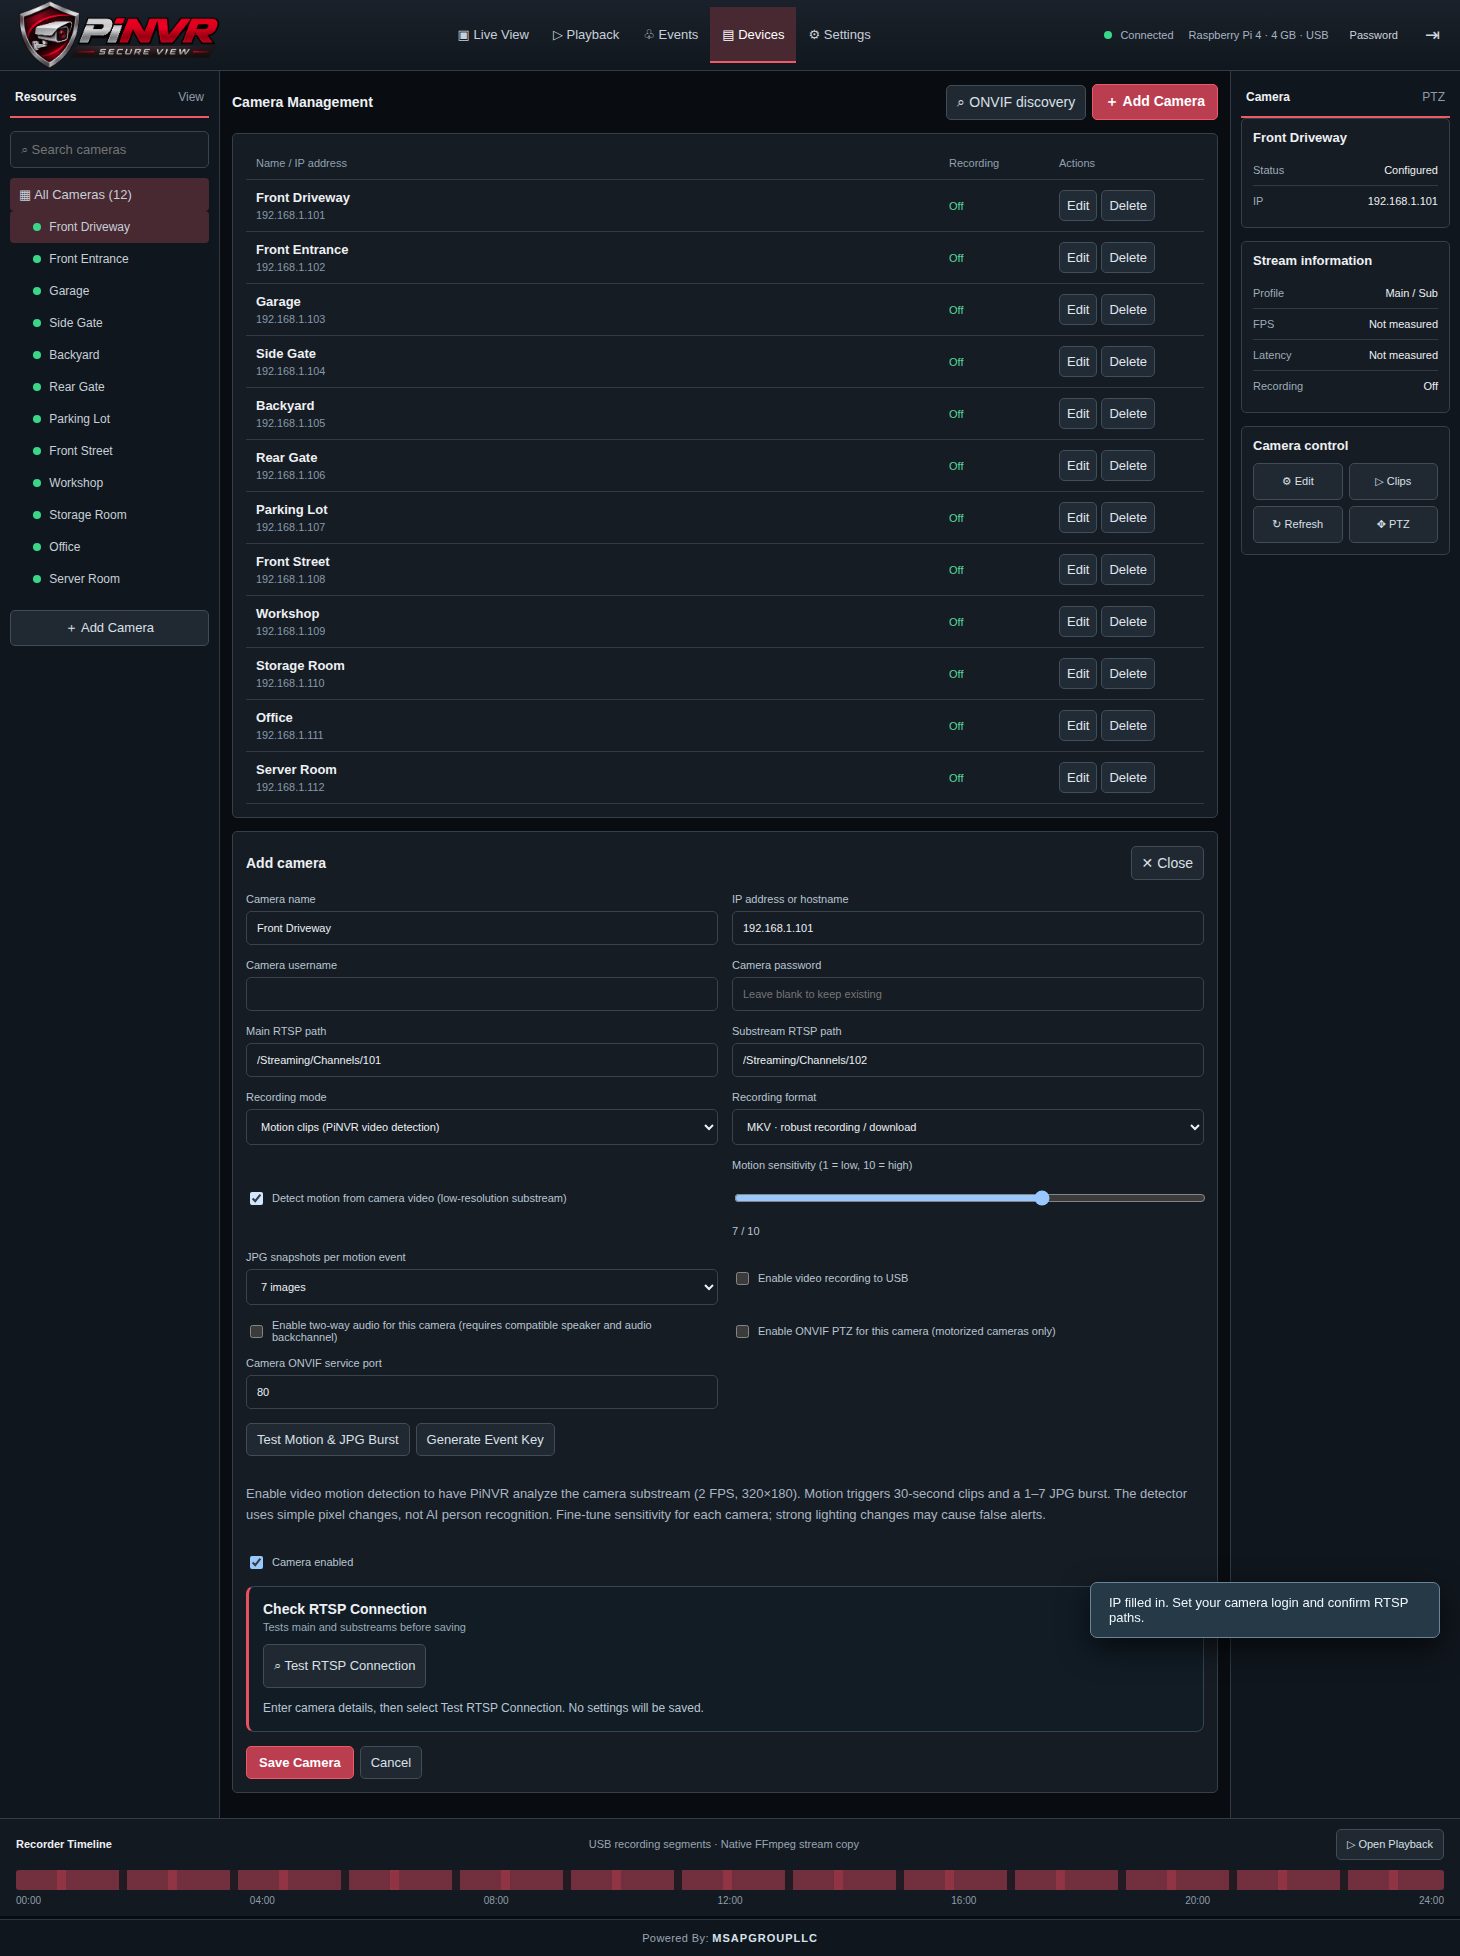 PiNVR
SECURE VIEW
▣ Live View
▷ Playback
♧ Events
▤ Devices
⚙ Settings
Connected
Raspberry Pi 4 · 4 GB · USB
Password
⇥
Resources
View
⌕ Search cameras
▦ All Cameras (12)
Front Driveway
Front Entrance
Garage
Side Gate
Backyard
Rear Gate
Parking Lot
Front Street
Workshop
Storage Room
Office
Server Room
＋ Add Camera
Camera Management
⌕ ONVIF discovery
＋ Add Camera
Name / IP address
Recording
Actions
Front Driveway
192.168.1.101
Off
Edit
Delete
Front Entrance
192.168.1.102
Off
Edit
Delete
Garage
192.168.1.103
Off
Edit
Delete
Side Gate
192.168.1.104
Off
Edit
Delete
Backyard
192.168.1.105
Off
Edit
Delete
Rear Gate
192.168.1.106
Off
Edit
Delete
Parking Lot
192.168.1.107
Off
Edit
Delete
Front Street
192.168.1.108
Off
Edit
Delete
Workshop
192.168.1.109
Off
Edit
Delete
Storage Room
192.168.1.110
Off
Edit
Delete
Office
192.168.1.111
Off
Edit
Delete
Server Room
192.168.1.112
Off
Edit
Delete
Add camera
✕ Close
Camera name
Front Driveway
IP address or hostname
192.168.1.101
Camera username
Camera password
Leave blank to keep existing
Main RTSP path
/Streaming/Channels/101
Substream RTSP path
/Streaming/Channels/102
Recording mode
Motion clips (PiNVR video detection)
Recording format
MKV · robust recording / download
Detect motion from camera video (low-resolution substream)
Motion sensitivity (1 = low, 10 = high)
7 / 10
JPG snapshots per motion event
7 images
Enable video recording to USB
Enable two-way audio for this camera (requires compatible speaker and audio
backchannel)
Enable ONVIF PTZ for this camera (motorized cameras only)
Camera ONVIF service port
80
Test Motion & JPG Burst
Generate Event Key
Enable video motion detection to have PiNVR analyze the camera substream (2 FPS, 320×180). Motion triggers 30-second clips and a 1–7 JPG burst. The detector
uses simple pixel changes, not AI person recognition. Fine-tune sensitivity for each camera; strong lighting changes may cause false alerts.
Camera enabled
Check RTSP Connection
Tests main and substreams before saving
⌕ Test RTSP Connection
Enter camera details, then select Test RTSP Connection. No settings will be saved.
Save Camera
Cancel
Camera
PTZ
Front Driveway
Status
Configured
IP
192.168.1.101
Stream information
Profile
Main / Sub
FPS
Not measured
Latency
Not measured
Recording
Off
Camera control
⚙ Edit
▷ Clips
↻ Refresh
✥ PTZ
IP filled in. Set your camera login and confirm RTSP
paths.
Recorder Timeline
USB recording segments · Native FFmpeg stream copy
▷ Open Playback
00:00
04:00
08:00
12:00
16:00
20:00
24:00
Powered By: MSAPGROUPLLC